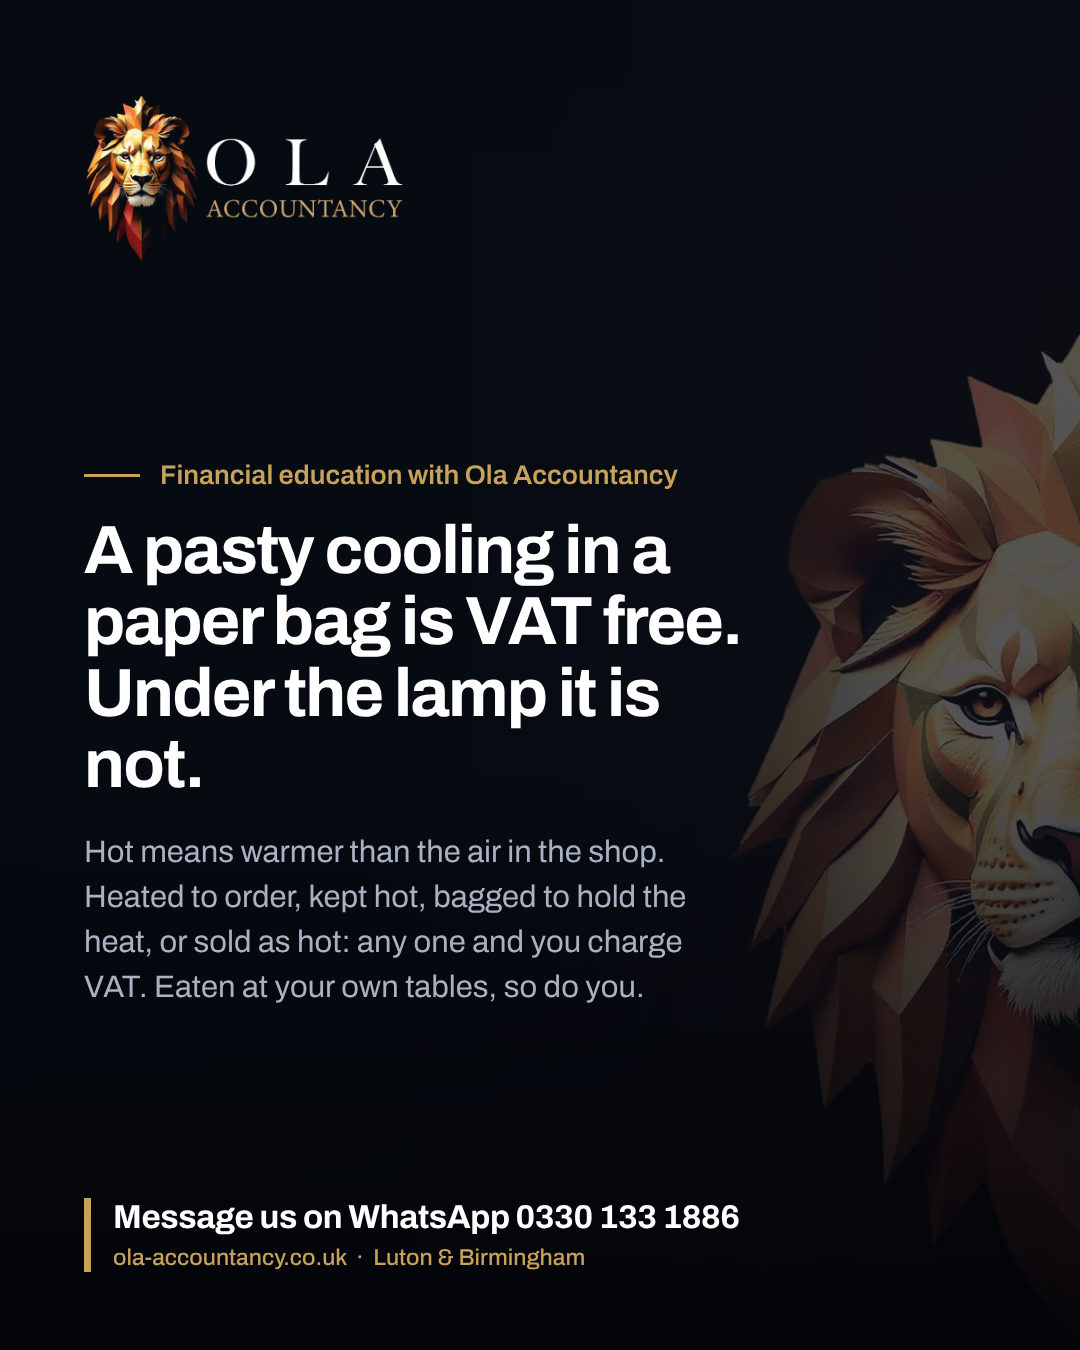 OLA
ACCOUNTANCY
Financial education with Ola Accountancy
A pasty cooling in a
paper bag is VAT free.
Under the lamp it is
not.
Hot means warmer than the air in the shop.
Heated to order, kept hot, bagged to hold the
heat, or sold as hot: any one and you charge
VAT. Eaten at your own tables, so do you.
Message us on WhatsApp 0330 133 1886
ola-accountancy.co.uk · Luton & Birmingham